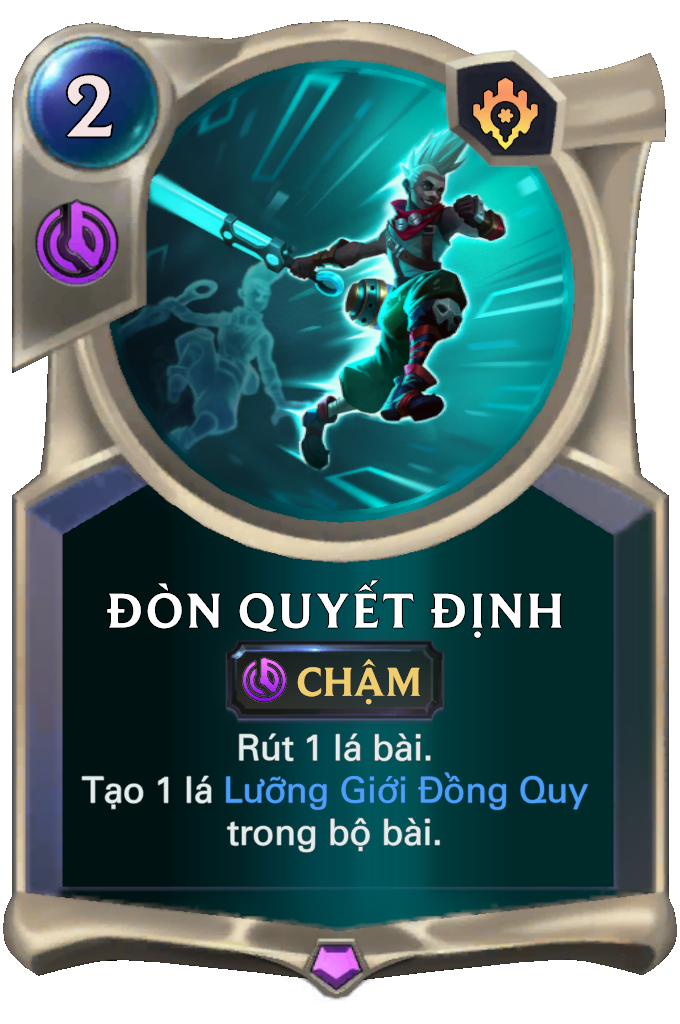 2
ĐÒN QUYẾT ĐỊNH
CHẬM
Rút 1 lá bài.
Tạo 1 lá Lưỡng Giới Đồng Quy
trong bộ bài.